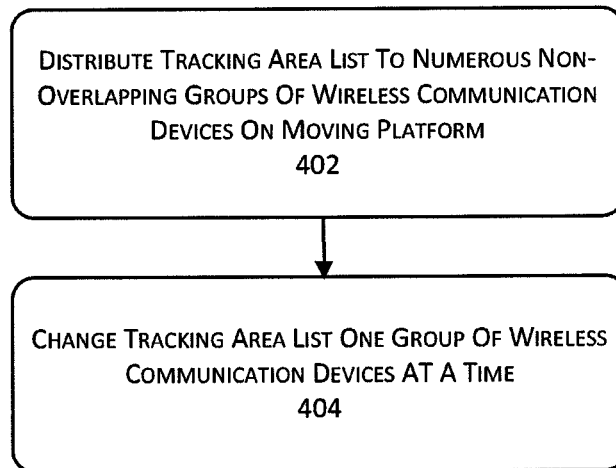 DISTRIBUTE TRACKING AREA LIST TO NUMEROUS NON-
OVERLAPPING GROUPS OF WIRELESS COMMUNICATION
DEVICES ON MOVING PLATFORM
402
CHANGE TRACKING AREA LIST ONE GROUP OF WIRELESS
COMMUNICATION DEVICES AT A TIME
404